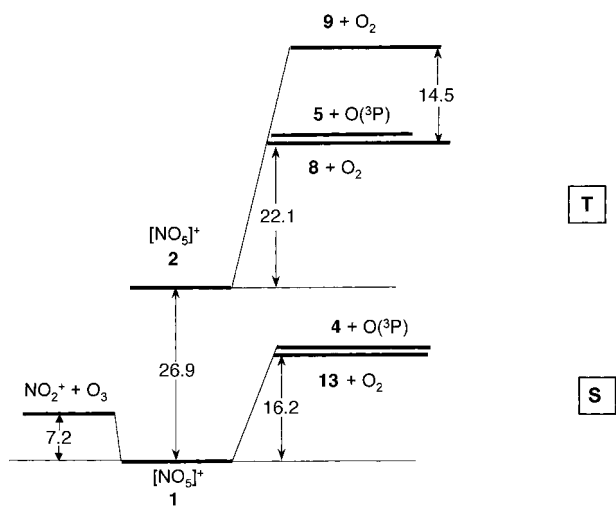 9 + O₂
14.5
5 + O(³P)
8 + O₂
22.1
T
[NO₅]⁺
2
4 + O(³P)
26.9
13 + O₂
NO₂⁺ + O₃
16.2
S
7.2
[NO₅]⁺
1